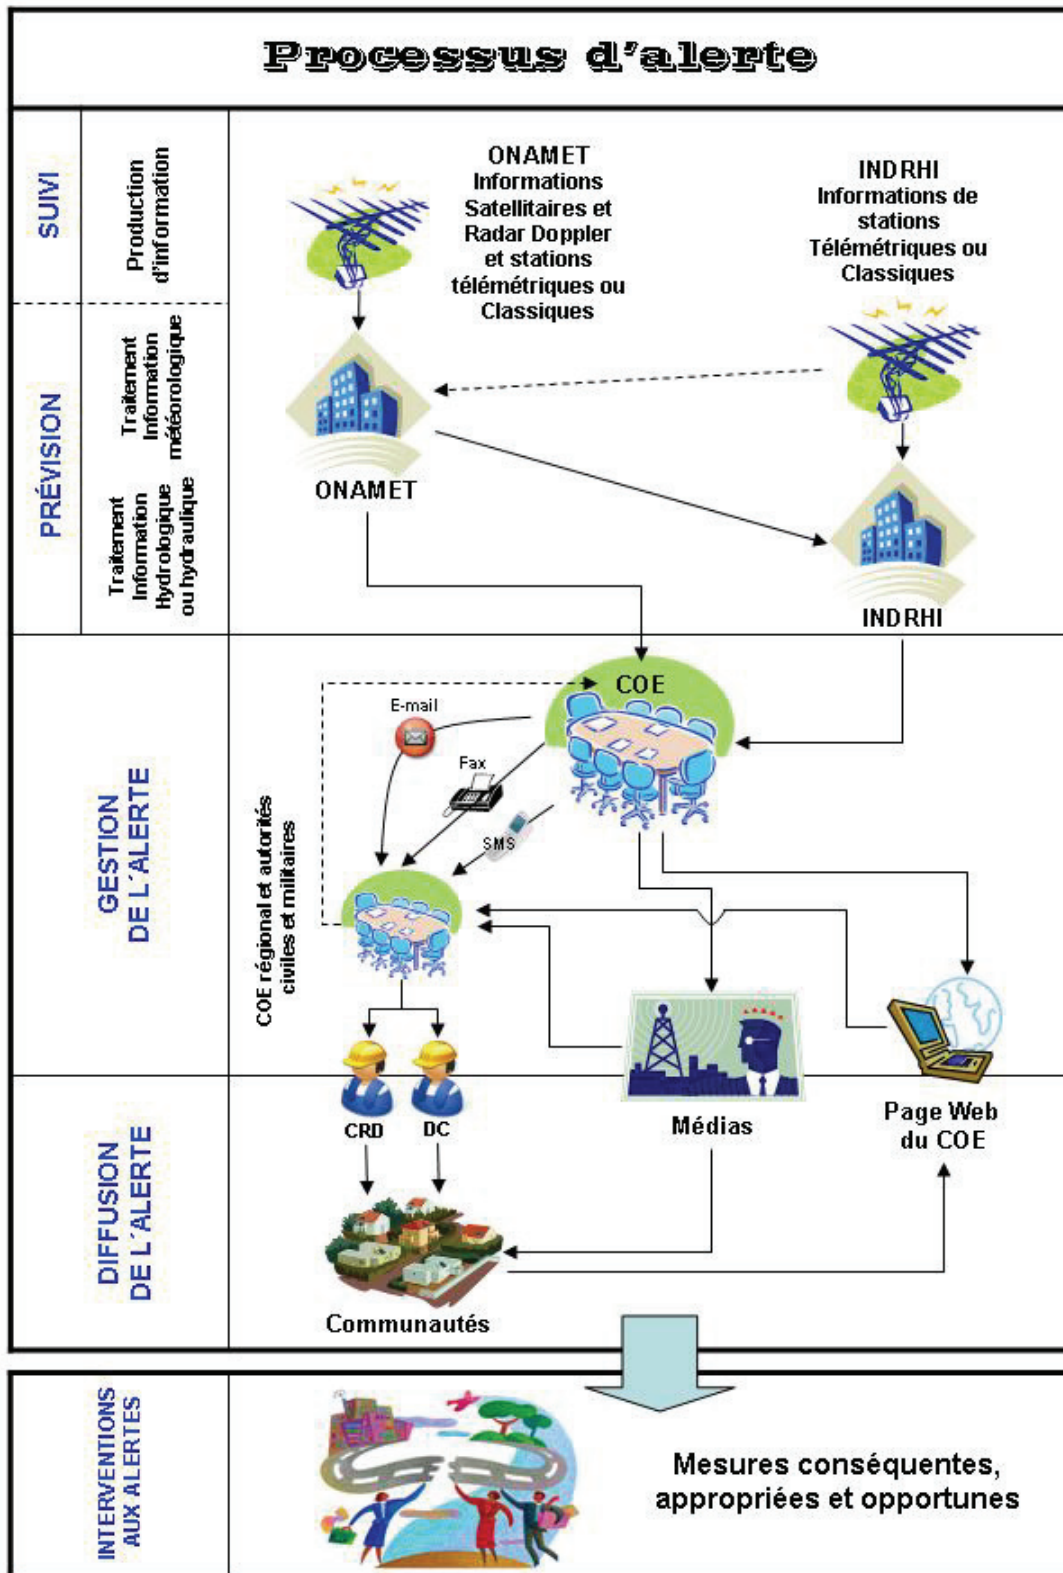 Processus d'alerte
SUIVI
Production
d'information
ONAMET
Informations
Satellitaires et
Radar Doppler
et stations
télémétriques ou
Classiques
INDRHI
Informations de
stations
Télémétriques ou
Classiques
PRÉVISION
Traitement
Information
météorologique
Traitement
Information
Hydrologique
ou hydraulique
ONAMET
INDRHI
GESTION
DE L´ALERTE
COE
E-mail
Fax
SMS
COE régional et autorités
civiles et militaires
DIFFUSION
DE L´ALERTE
CRD
DC
Médias
Page Web
du COE
Communautés
INTERVENTIONS
AUX ALERTES
Mesures conséquentes,
appropriées et opportunes